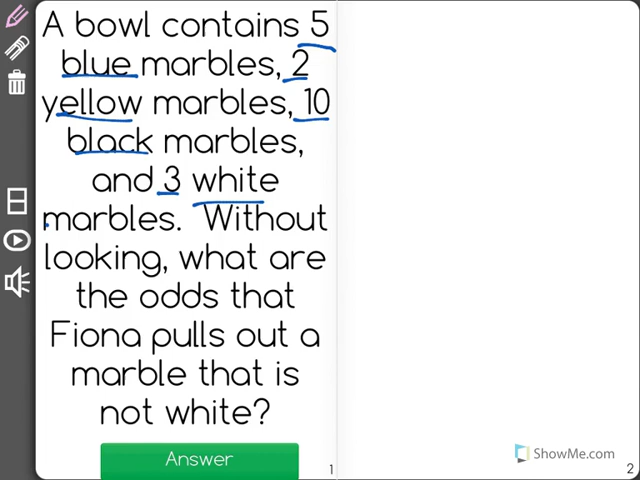 A bowl contains 5
blue marbles, 2
yellow marbles, 10
black marbles,
and 3 white
marbles. Without
looking, what are
the odds that
Fiona pulls out a
marble that is
not white?
Answer
1
ShowMe.com
2